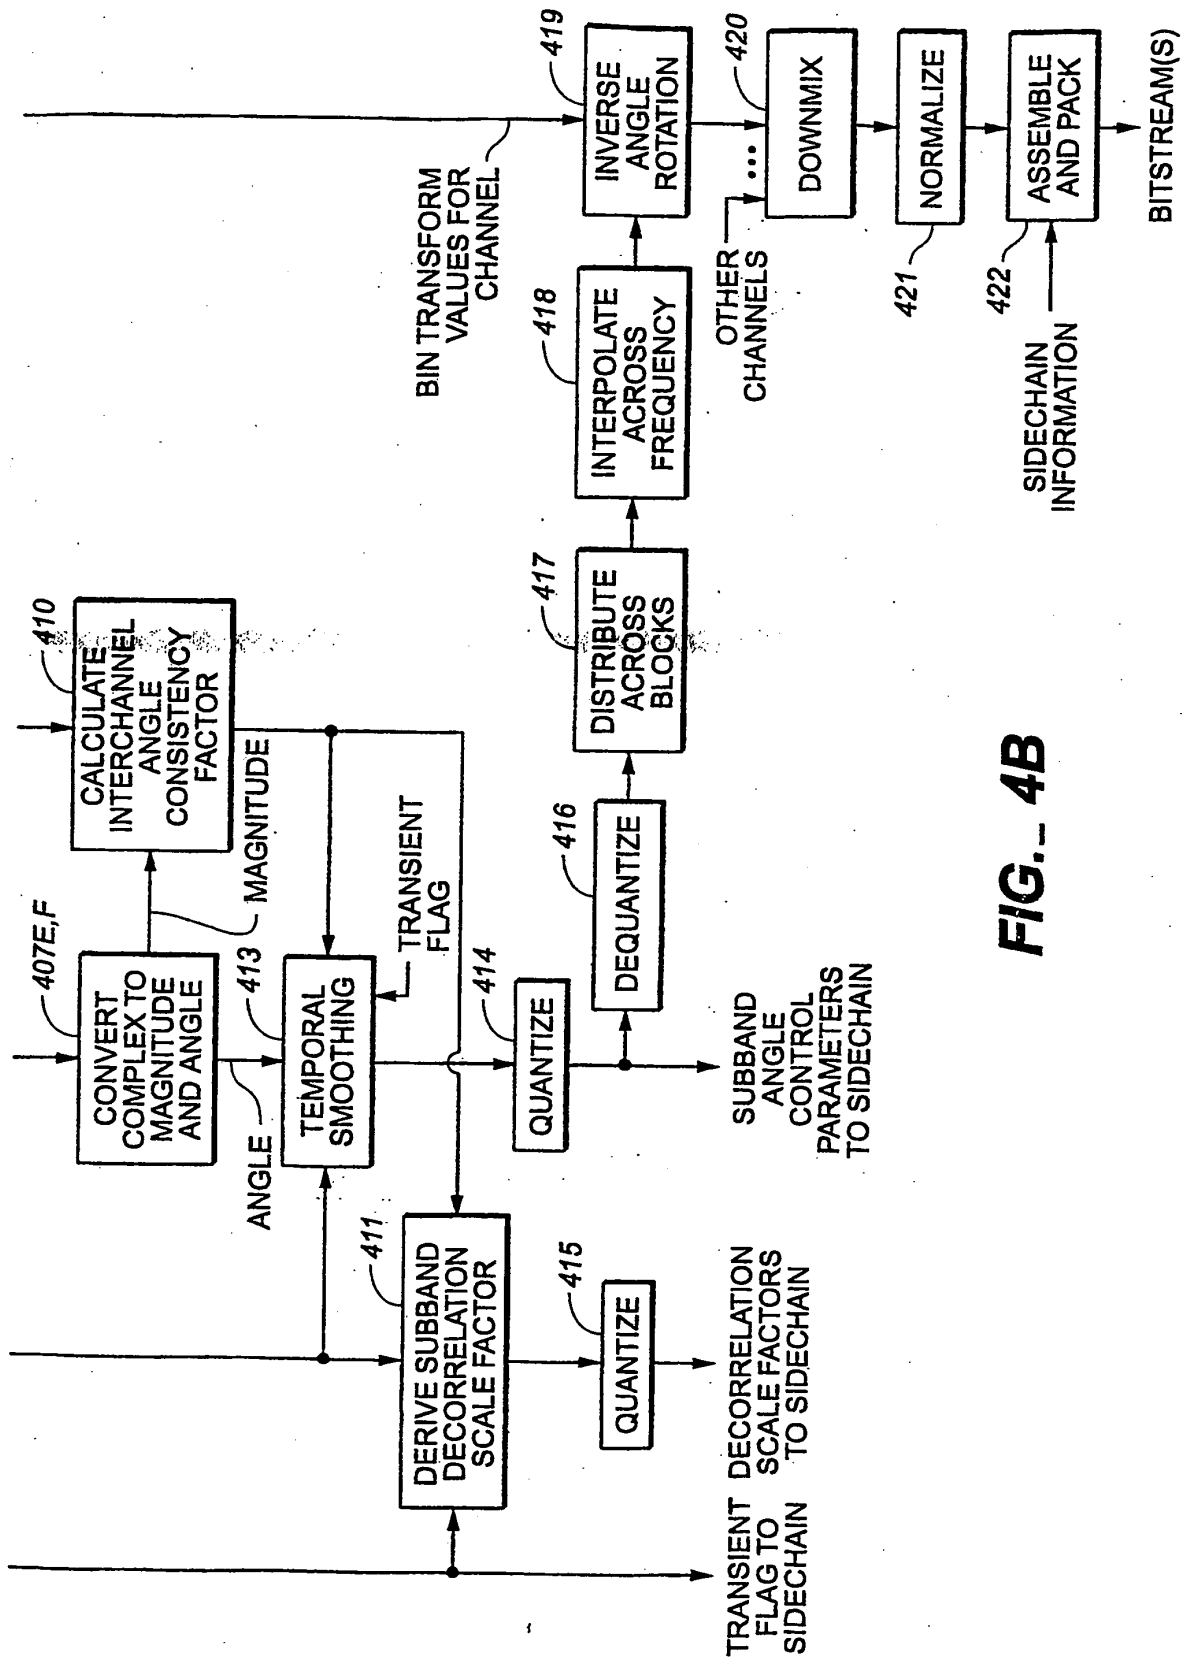 407E,F
CONVERT
COMPLEX TO
MAGNITUDE
AND ANGLE
410
CALCULATE
INTERCHANNEL
ANGLE
CONSISTENCY
FACTOR
MAGNITUDE
ANGLE
413
TEMPORAL
SMOOTHING
TRANSIENT
FLAG
411
DERIVE SUBBAND
DECORRELATION
SCALE FACTOR
414
QUANTIZE
415
QUANTIZE
416
DEQUANTIZE
417
DISTRIBUTE
ACROSS
BLOCKS
418
INTERPOLATE
ACROSS
FREQUENCY
BIN TRANSFORM
VALUES FOR
CHANNEL
419
INVERSE
ANGLE
ROTATION
OTHER
CHANNELS
...
420
DOWNMIX
421
NORMALIZE
422
ASSEMBLE
AND PACK
SIDECHAIN
INFORMATION
BITSTREAM(S)
TRANSIENT
FLAG TO
SIDECHAIN
DECORRELATION
SCALE FACTORS
TO SIDECHAIN
SUBBAND
ANGLE
CONTROL
PARAMETERS
TO SIDECHAIN
FIG._ 4B